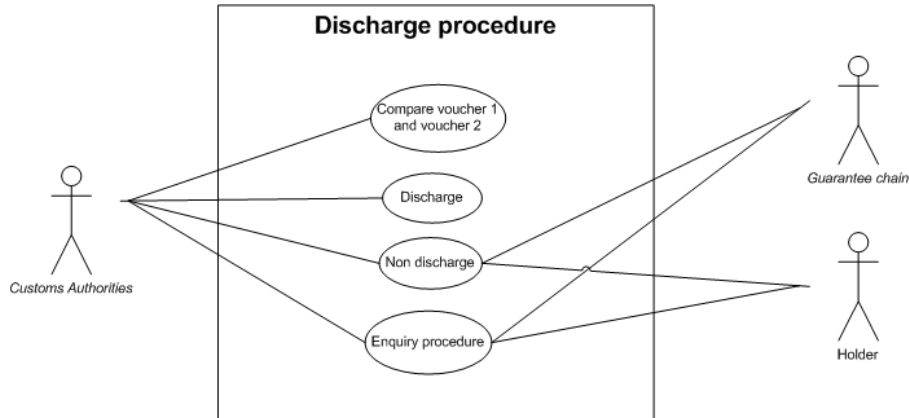 Discharge procedure
Compare voucher 1
and voucher 2
Guarantee chain
Discharge
Non discharge
Customs Authorities
Enquiry procedure
Holder